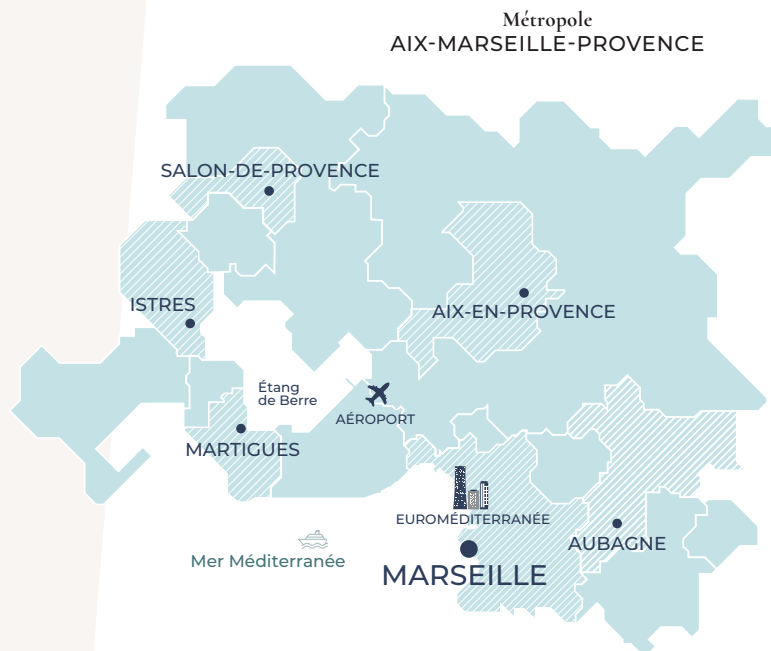 Métropole
AIX-MARSEILLE-PROVENCE
SALON-DE-PROVENCE
ISTRES
AIX-EN-PROVENCE
Étang
de Berre
AÉROPORT
MARTIGUES
EUROMÉDITERRANÉE
AUBAGNE
Mer Méditerranée
MARSEILLE